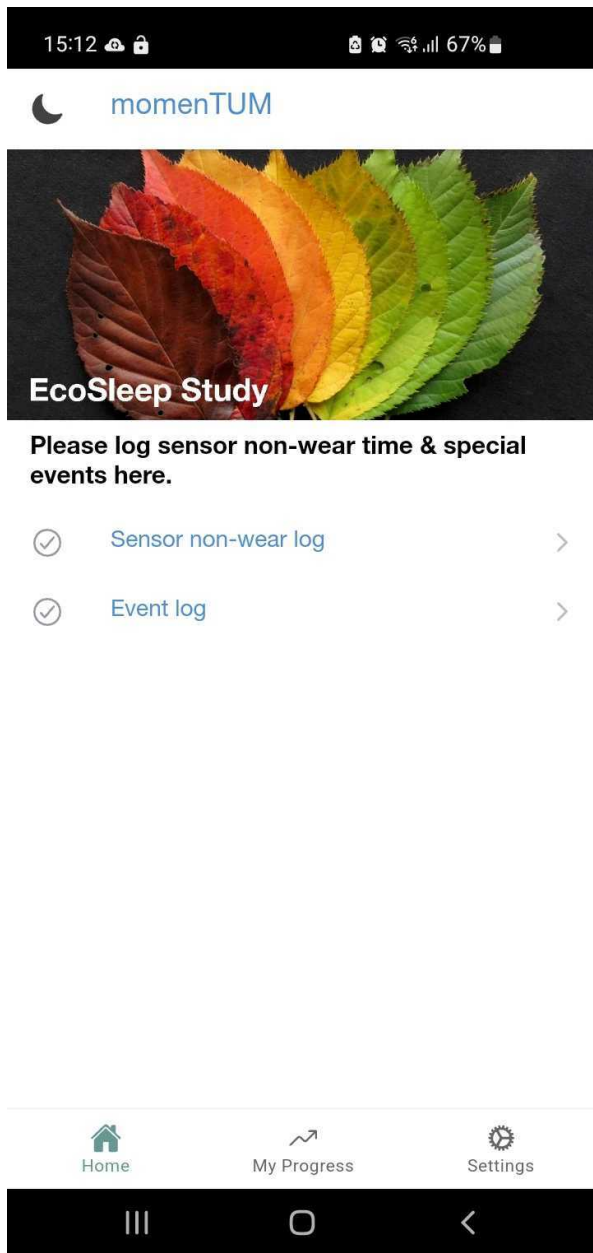 15:12
67%
momenTUM
EcoSleep Study
Please log sensor non-wear time & special
events here.
Sensor non-wear log
Event log
Home
My Progress
Settings